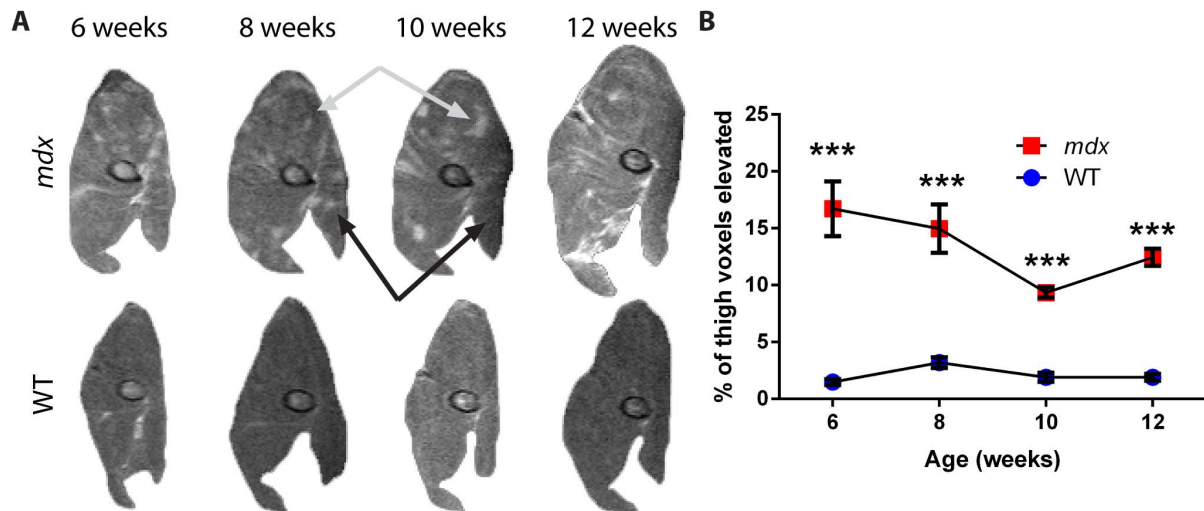 A
6 weeks
8 weeks
10 weeks
12 weeks
mdx
WT
B
% of thigh voxels elevated
25
20
15
10
5
0
***
***
***
***
mdx
WT
6
8
10
12
Age (weeks)